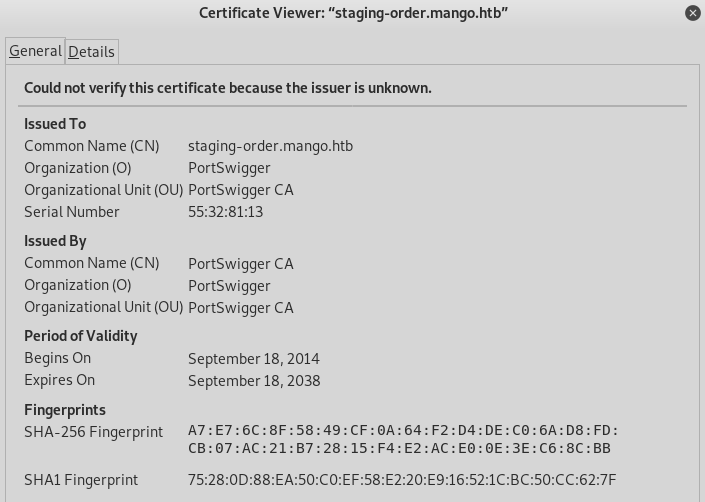 Certificate Viewer: “staging-order.mango.htb”
General Details
Could not verify this certificate because the issuer is unknown.
Issued To
Common Name (CN) staging-order.mango.htb
Organization (O) PortSwigger
Organizational Unit (OU) PortSwigger CA
Serial Number 55:32:81:13
Issued By
Common Name (CN) PortSwigger CA
Organization (O) PortSwigger
Organizational Unit (OU) PortSwigger CA
Period of Validity
Begins On September 18, 2014
Expires On September 18, 2038
Fingerprints
SHA-256 Fingerprint A7:E7:6C:8F:58:49:CF:0A:64:F2:D4:DE:C0:6A:D8:FD:
CB:07:AC:21:B7:28:15:F4:E2:AC:E0:0E:3E:C6:8C:BB
SHA1 Fingerprint 75:28:0D:88:EA:50:C0:EF:58:E2:20:E9:16:52:1C:BC:50:CC:62:7F